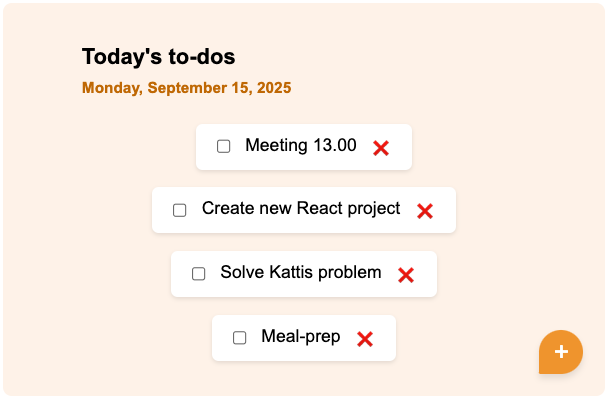 Today's to-dos
Monday, September 15, 2025
Meeting 13.00
Create new React project
Solve Kattis problem
Meal-prep
+